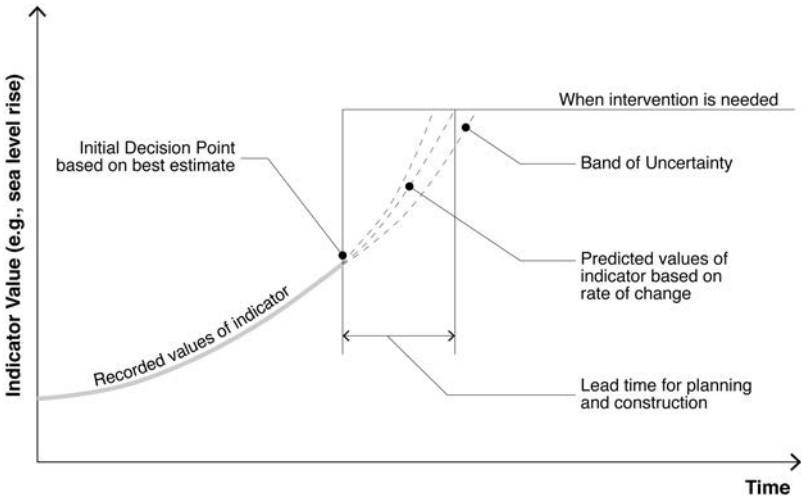 When intervention is needed
Initial Decision Point
based on best estimate
Band of Uncertainty
Predicted values of
indicator based on
rate of change
Recorded values of indicator
Lead time for planning
and construction
Indicator Value (e.g., sea level rise)
Time